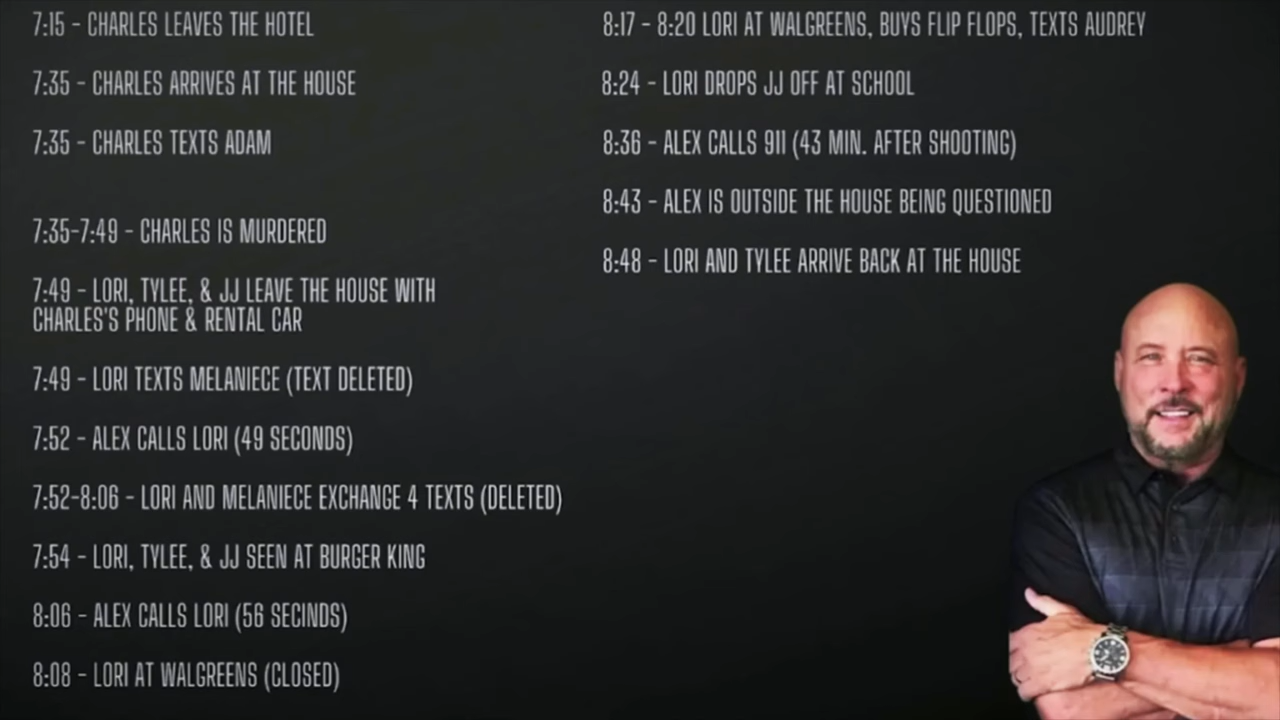 7:15 - CHARLES LEAVES THE HOTEL
7:35 - CHARLES ARRIVES AT THE HOUSE
7:35 - CHARLES TEXTS ADAM
7:35-7:49 - CHARLES IS MURDERED
7:49 - LORI, TYLEE, & JJ LEAVE THE HOUSE WITH
CHARLES'S PHONE & RENTAL CAR
7:49 - LORI TEXTS MELANIECE (TEXT DELETED)
7:52 - ALEX CALLS LORI (49 SECONDS)
7:52-8:06 - LORI AND MELANIECE EXCHANGE 4 TEXTS (DELETED)
7:54 - LORI, TYLEE, & JJ SEEN AT BURGER KING
8:06 - ALEX CALLS LORI (56 SECINDS)
8:08 - LORI AT WALGREENS (CLOSED)
8:17 - 8:20 LORI AT WALGREENS, BUYS FLIP FLOPS, TEXTS AUDREY
8:24 - LORI DROPS JJ OFF AT SCHOOL
8:36 - ALEX CALLS 911 (43 MIN. AFTER SHOOTING)
8:43 - ALEX IS OUTSIDE THE HOUSE BEING QUESTIONED
8:48 - LORI AND TYLEE ARRIVE BACK AT THE HOUSE